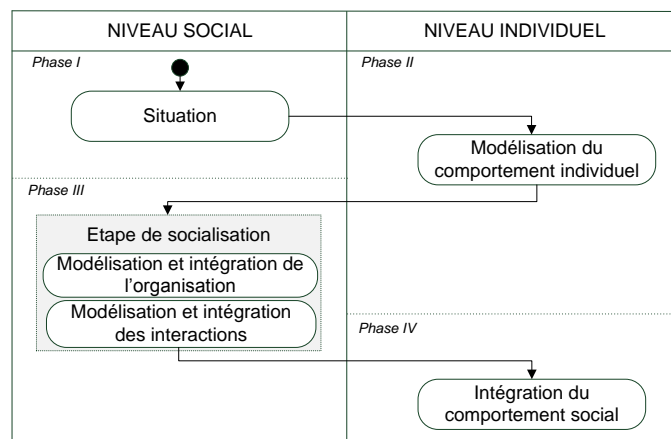 NIVEAU SOCIAL
NIVEAU INDIVIDUEL
Phase I
Phase II
Situation
Modélisation du
comportement individuel
Phase III
Etape de socialisation
Modélisation et intégration de
l'organisation
Modélisation et intégration
des interactions
Phase IV
Intégration du
comportement social